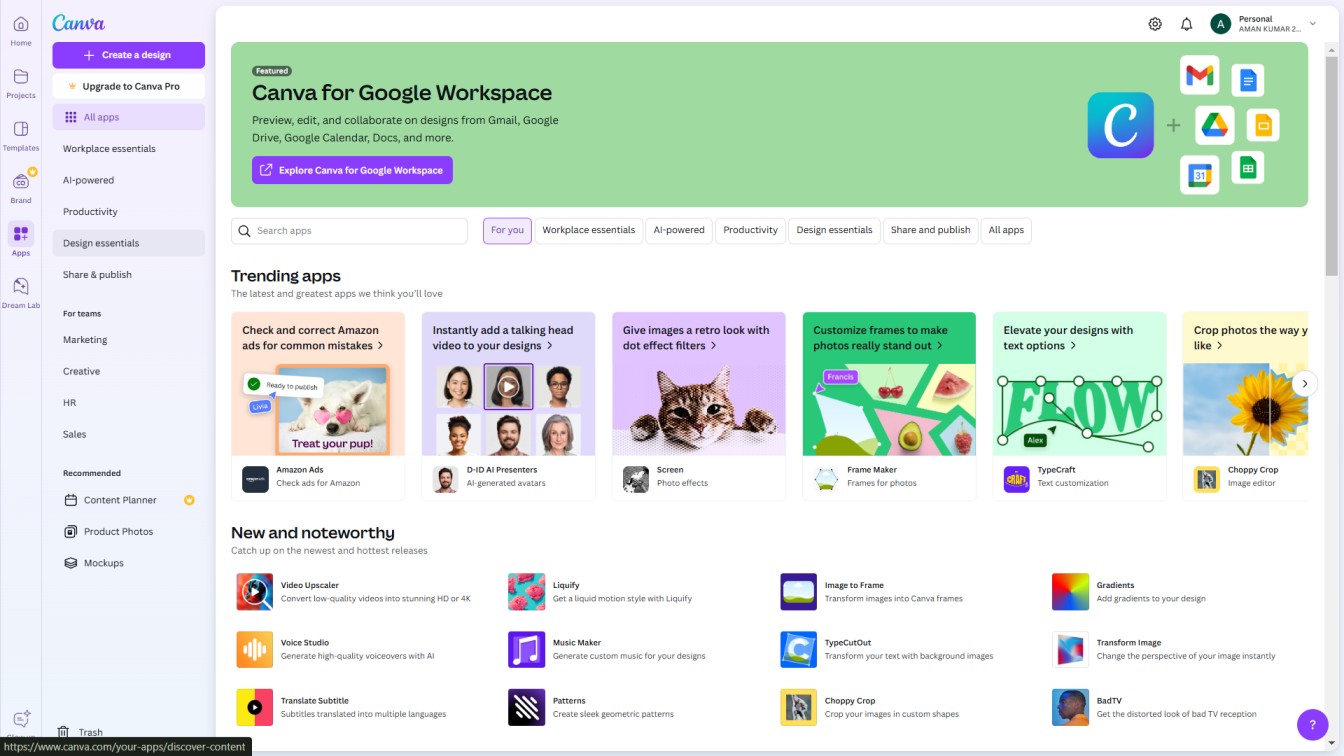 Home
Projects
Templates
Brand
Apps
Dream Lab
Canva
+ Create a design
Upgrade to Canva Pro
All apps
Workplace essentials
AI-powered
Productivity
Design essentials
Share & publish
For teams
Marketing
Creative
HR
Sales
Recommended
Content Planner
Product Photos
Mockups
Trash
https://www.canva.com/your-apps/discover-content
A
Personal
AMAN KUMAR 2...
Featured
Canva for Google Workspace
Preview, edit, and collaborate on designs from Gmail, Google
Drive, Google Calendar, Docs, and more.
Explore Canva for Google Workspace
C
+
31
Search apps
For you
Workplace essentials
AI-powered
Productivity
Design essentials
Share and publish
All apps
Trending apps
The latest and greatest apps we think you'll love
Check and correct Amazon
ads for common mistakes >
Ready to publish
Livia
Treat your pup!
Amazon Ads
Check ads for Amazon
Instantly add a talking head
video to your designs >
D-ID AI Presenters
AI-generated avatars
Give images a retro look with
dot effect filters >
Screen
Photo effects
Customize frames to make
photos really stand out >
Francis
Frame Maker
Frames for photos
Elevate your designs with
text options >
FLOW
Alex
CRAFT
TypeCraft
Text customization
Crop photos the way y
like >
Choppy Crop
Image editor
New and noteworthy
Catch up on the newest and hottest releases
Video Upscaler
Convert low-quality videos into stunning HD or 4K
Liquify
Get a liquid motion style with Liquify
Image to Frame
Transform images into Canva frames
Gradients
Add gradients to your design
Voice Studio
Generate high-quality voiceovers with AI
Music Maker
Generate custom music for your designs
TypeCutOut
Transform your text with background images
Transform Image
Change the perspective of your image instantly
Translate Subtitle
Subtitles translated into multiple languages
Patterns
Create sleek geometric patterns
Choppy Crop
Crop your images in custom shapes
BadTV
Get the distorted look of bad TV reception
?